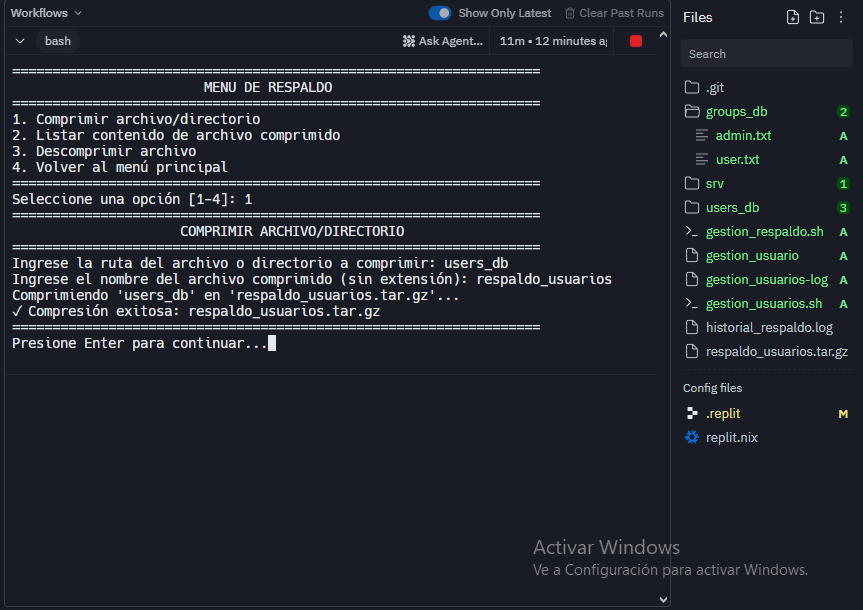 Workflows
Show Only Latest
Clear Past Runs
bash
Ask Agent...
11m • 12 minutes a
======================================================
MENU DE RESPALDO
======================================================
1. Comprimir archivo/directorio
2. Listar contenido de archivo comprimido
3. Descomprimir archivo
4. Volver al menú principal
======================================================
Seleccione una opción [1-4]: 1
======================================================
COMPRIMIR ARCHIVO/DIRECTORIO
======================================================
Ingrese la ruta del archivo o directorio a comprimir: users_db
Ingrese el nombre del archivo comprimido (sin extensión): respaldo_usuarios
Comprimiendo 'users_db' en 'respaldo_usuarios.tar.gz'...
✓ Compresión exitosa: respaldo_usuarios.tar.gz
======================================================
Presione Enter para continuar...
Files
Search
.git
groups_db 2
admin.txt A
user.txt A
srv 1
users_db 3
gestion_respaldo.sh A
gestion_usuario A
gestion_usuarios-log A
gestion_usuarios.sh A
historial_respaldo.log
respaldo_usuarios.tar.gz
Config files
.replit M
replit.nix
Activar Windows
Ve a Configuración para activar Windows.